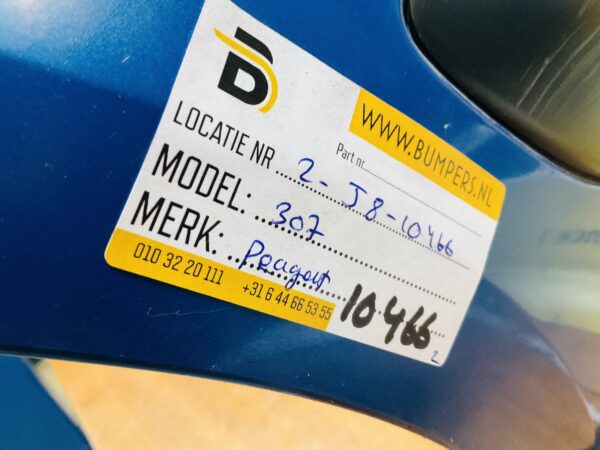 WWW.BUMPERS.NL
Part nr.
LOCATIE NR 2-J8-10466
MODEL: 307
MERK: Peugeot
010 32 20 111 +31 6 44 66 53 55
10466
2